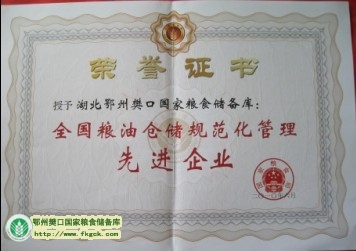 荣誉证书
授予湖北鄂州樊口国家粮食储备库：
全国粮油仓储规范化管理
先进企业
鄂州樊口国家粮食储备库
www.fkgck.com